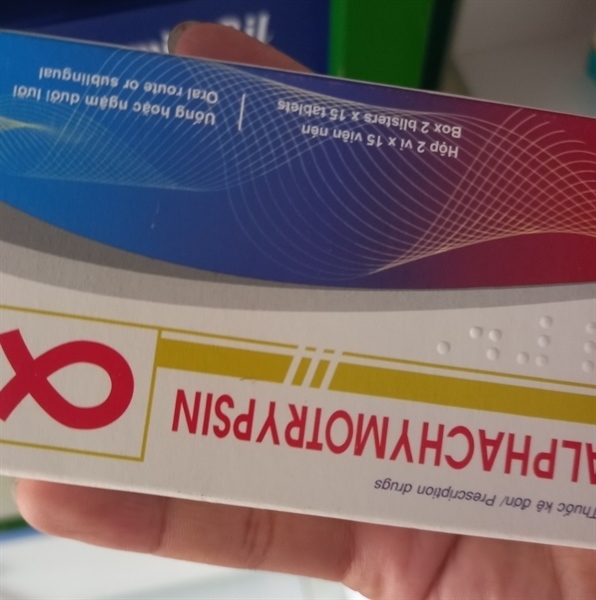 Thuốc kê đơn/ Prescription drugs
ALPHACHYMOTRYPSIN
α
Hộp 2 vỉ x 15 viên nén
Box 2 blisters x 15 tablets
Uống hoặc ngậm dưới lưỡi
Oral route or sublingual